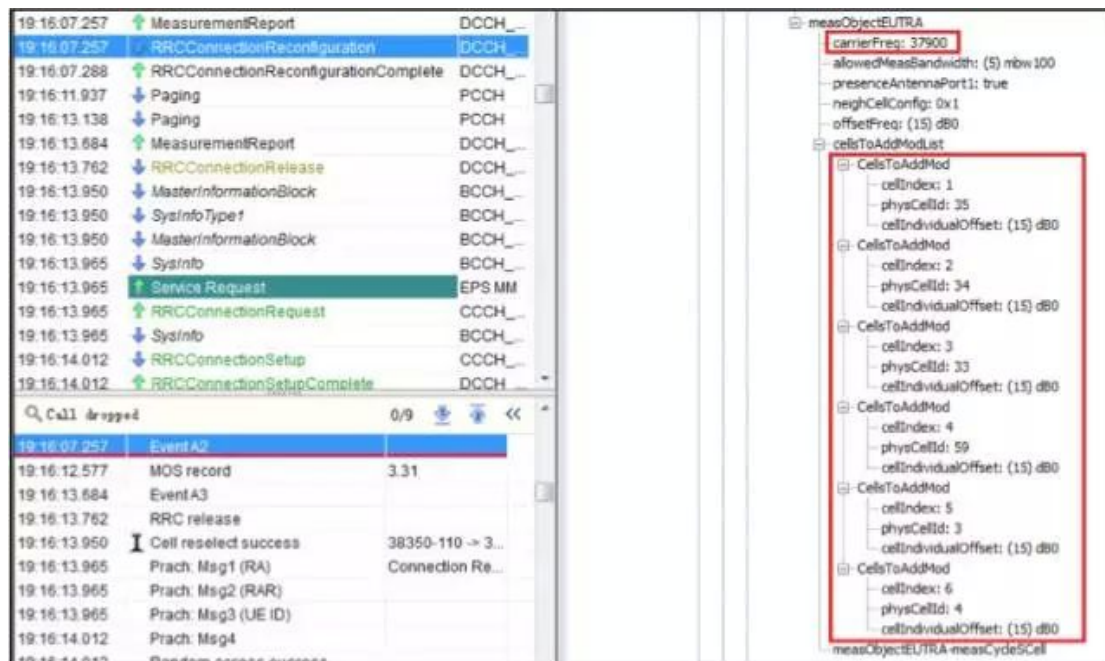 19:16:07.257 MeasurementReport DCCH_...
19:16:07.257 RRCConnectionReconfiguration DCCH_...
19:16:07.288 RRCConnectionReconfigurationComplete DCCH_...
19:16:11.937 Paging PCCH
19:16:13.138 Paging PCCH
19:16:13.684 MeasurementReport DCCH_...
19:16:13.762 RRCConnectionRelease DCCH_...
19:16:13.950 MasterInformationBlock BCCH_...
19:16:13.950 SysInfoType1 BCCH_...
19:16:13.950 MasterInformationBlock BCCH_...
19:16:13.965 SysInfo BCCH_...
19:16:13.965 Service Request EPS MM
19:16:13.965 RRCConnectionRequest CCCH_...
19:16:13.965 SysInfo BCCH_...
19:16:14.012 RRCConnectionSetup CCCH_...
19:16:14.012 RRCConnectionSetupComplete DCCH_...
Call dropped 0/9 «
19:16:07.257 Event A2
19:16:12.577 MOS record 3.31
19:16:13.684 Event A3
19:16:13.762 RRC release
19:16:13.950 Cell reselect success 38350-110 -> 3...
19:16:13.965 Prach: Msg1 (RA) Connection Re...
19:16:13.965 Prach: Msg2 (RAR)
19:16:13.965 Prach: Msg3 (UE ID)
19:16:14.012 Prach: Msg4
19:16:14.012 Random access success
measObjectEUTRA
carrierFreq: 37900
allowedMeasBandwidth: (5) mbw100
presenceAntennaPort1: true
neighCellConfig: 0x1
offsetFreq: (15) dB0
cellsToAddModList
CellsToAddMod
cellIndex: 1
physCellId: 35
cellIndividualOffset: (15) dB0
CellsToAddMod
cellIndex: 2
physCellId: 34
cellIndividualOffset: (15) dB0
CellsToAddMod
cellIndex: 3
physCellId: 33
cellIndividualOffset: (15) dB0
CellsToAddMod
cellIndex: 4
physCellId: 59
cellIndividualOffset: (15) dB0
CellsToAddMod
cellIndex: 5
physCellId: 3
cellIndividualOffset: (15) dB0
CellsToAddMod
cellIndex: 6
physCellId: 4
cellIndividualOffset: (15) dB0
measObjectEUTRA-measCycleSCell